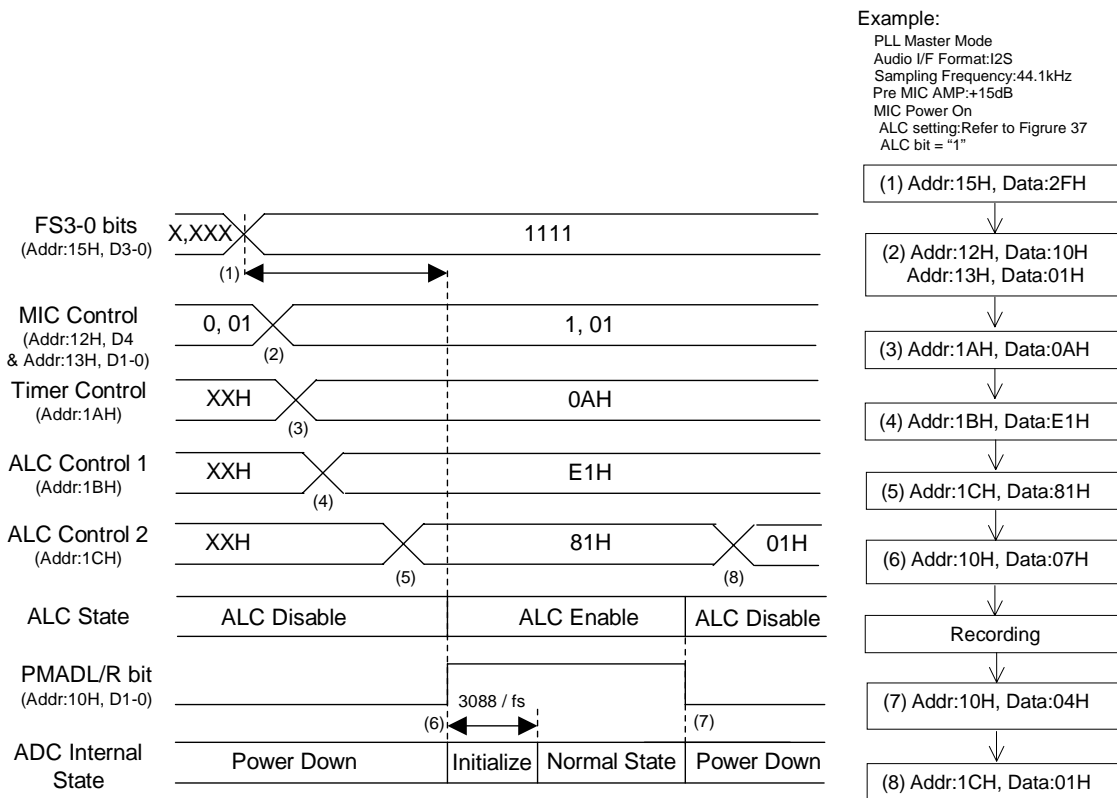 Example:
PLL Master Mode
Audio I/F Format:I2S
Sampling Frequency:44.1kHz
Pre MIC AMP:+15dB
MIC Power On
ALC setting:Refer to Figrure 37
ALC bit = “1”
(1) Addr:15H, Data:2FH
(2) Addr:12H, Data:10H
Addr:13H, Data:01H
(3) Addr:1AH, Data:0AH
(4) Addr:1BH, Data:E1H
(5) Addr:1CH, Data:81H
(6) Addr:10H, Data:07H
Recording
(7) Addr:10H, Data:04H
(8) Addr:1CH, Data:01H
FS3-0 bits
(Addr:15H, D3-0)
X,XXX
1111
(1)
MIC Control
(Addr:12H, D4
& Addr:13H, D1-0)
0, 01
1, 01
(2)
Timer Control
(Addr:1AH)
XXH
0AH
(3)
ALC Control 1
(Addr:1BH)
XXH
E1H
(4)
ALC Control 2
(Addr:1CH)
XXH
81H
01H
(5)
(8)
ALC State
ALC Disable
ALC Enable
ALC Disable
PMADL/R bit
(Addr:10H, D1-0)
3088 / fs
(6)
(7)
ADC Internal
State
Power Down
Initialize
Normal State
Power Down